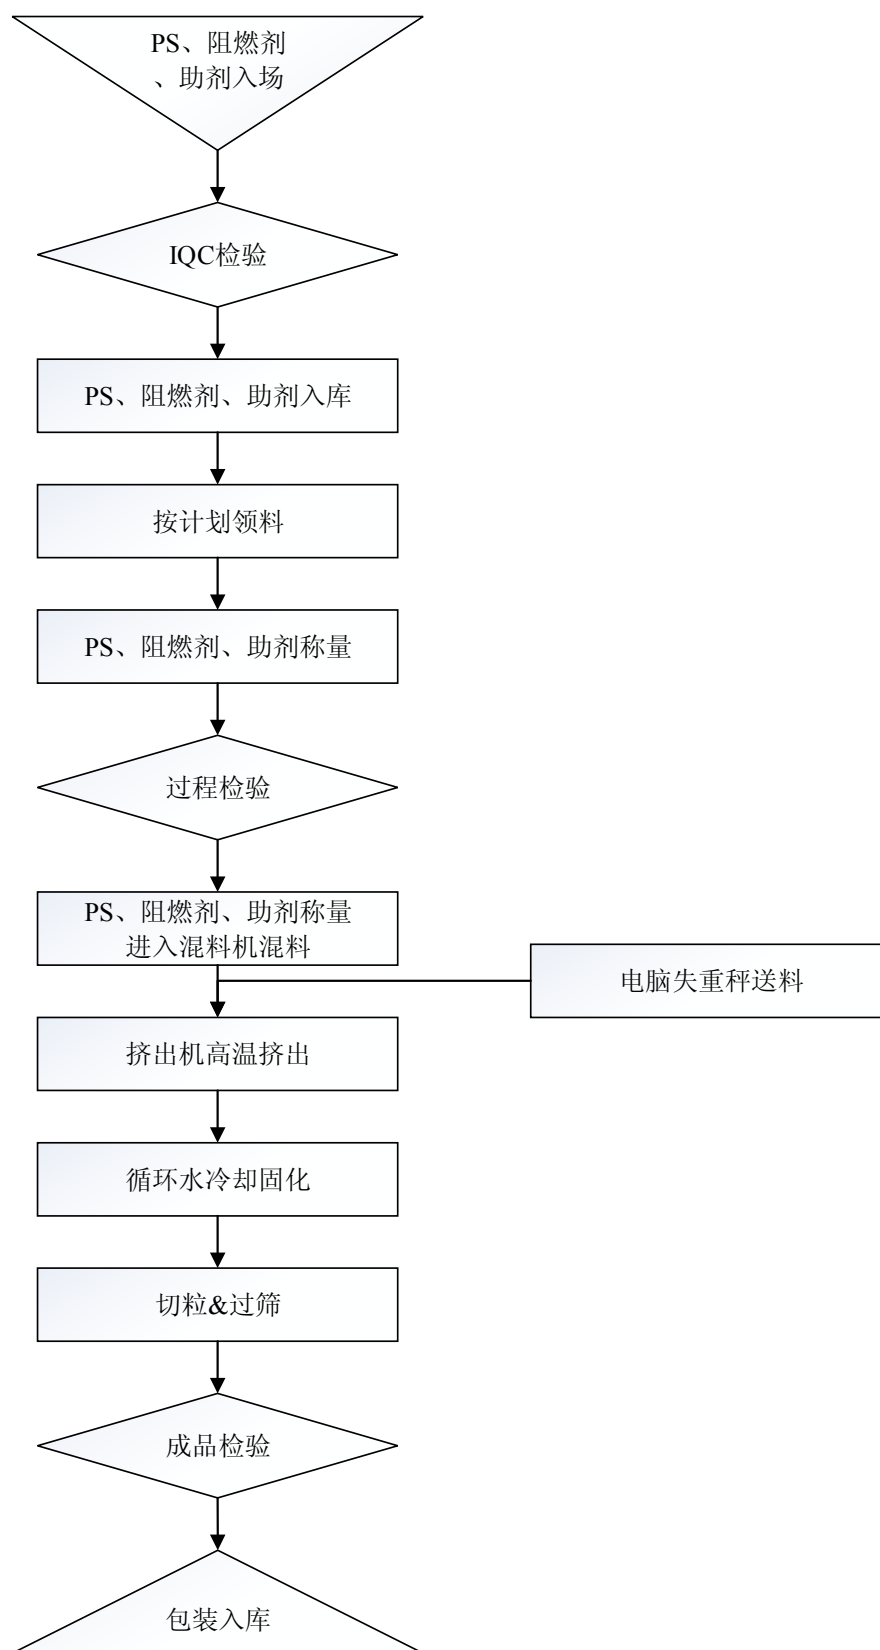 PS、阻燃剂
、助剂入场
IQC检验
PS、阻燃剂、助剂入库
按计划领料
PS、阻燃剂、助剂称量
过程检验
PS、阻燃剂、助剂称量
进入混料机混料
电脑失重秤送料
挤出机高温挤出
循环水冷却固化
切粒&过筛
成品检验
包装入库